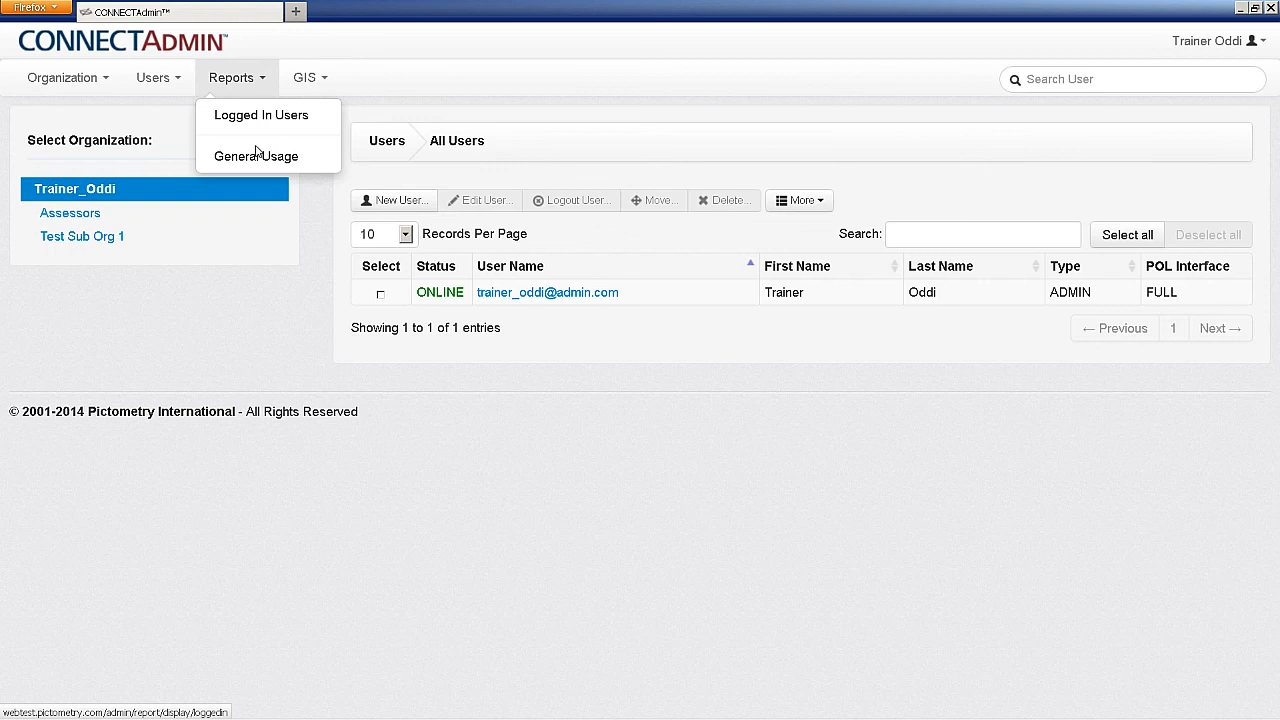 Firefox
CONNECTAdmin™
+
CONNECTADMIN™
Trainer Oddi
Organization
Users
Reports
GIS
Search User
Logged In Users
General Usage
Select Organization:
Trainer_Oddi
Assessors
Test Sub Org 1
Users
All Users
New User...
Edit User...
Logout User...
Move...
Delete...
More
10
Records Per Page
Search:
Select all
Deselect all
Select
Status
User Name
First Name
Last Name
Type
POL Interface
ONLINE
trainer_oddi@admin.com
Trainer
Oddi
ADMIN
FULL
Showing 1 to 1 of 1 entries
← Previous
1
Next →
© 2001-2014 Pictometry International - All Rights Reserved
webtest.pictometry.com/admin/report/display/loggedin